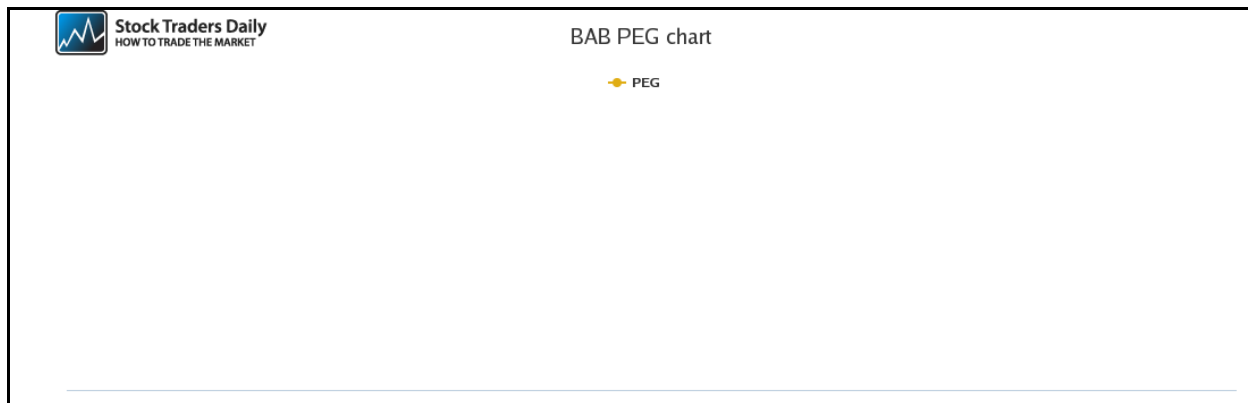 Stock Traders Daily
HOW TO TRADE THE MARKET
BAB PEG chart
PEG